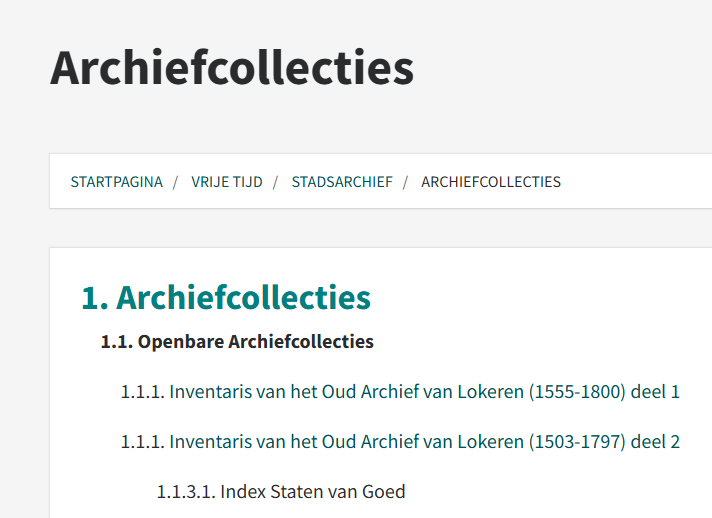 Archiefcollecties
STARTPAGINA / VRIJE TIJD / STADSARCHIEF / ARCHIEFCOLLECTIES
1. Archiefcollecties
1.1. Openbare Archiefcollecties
1.1.1. Inventaris van het Oud Archief van Lokeren (1555-1800) deel 1
1.1.1. Inventaris van het Oud Archief van Lokeren (1503-1797) deel 2
1.1.3.1. Index Staten van Goed